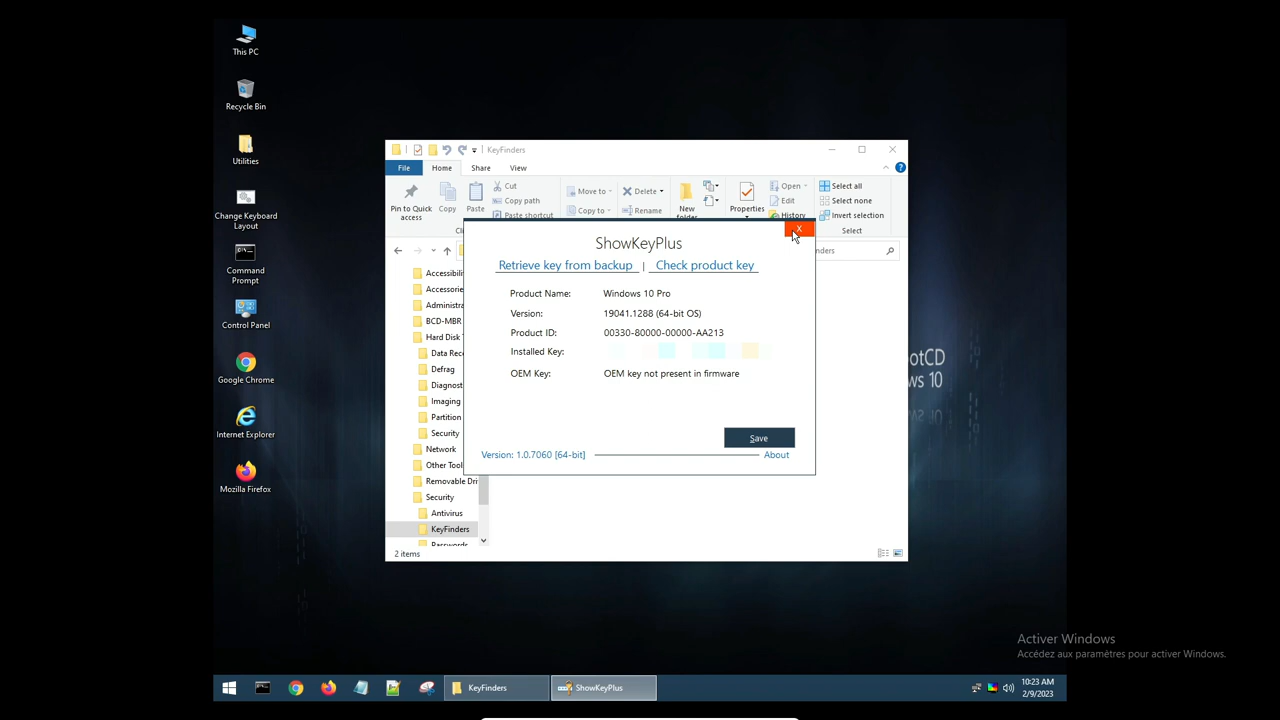 This PC
Recycle Bin
Utilities
Change Keyboard
Layout
Command
Prompt
Control Panel
Google Chrome
Internet Explorer
Mozilla Firefox
KeyFinders
File Home Share View
Pin to Quick
access
Copy
Paste
Cut
Copy path
Paste shortcut
Move to
Copy to
Delete
Rename
New
folder
Properties
Open
Edit
History
Select all
Select none
Invert selection
Select
nders
Accessibili
Accessorie
Administra
BCD-MBR
Hard Disk
Data Rec
Defrag
Diagnost
Imaging
Partition
Security
Network
Other Tool
Removable Dri
Security
Antivirus
KeyFinders
Passwords
2 items
X
ShowKeyPlus
Retrieve key from backup | Check product key
Product Name: Windows 10 Pro
Version: 19041.1288 (64-bit OS)
Product ID: 00330-80000-00000-AA213
Installed Key:
OEM Key: OEM key not present in firmware
Save
Version: 1.0.7060 [64-bit] About
otCD
ws 10
Activer Windows
Accédez aux paramètres pour activer Windows.
KeyFinders
ShowKeyPlus
10:23 AM
2/9/2023